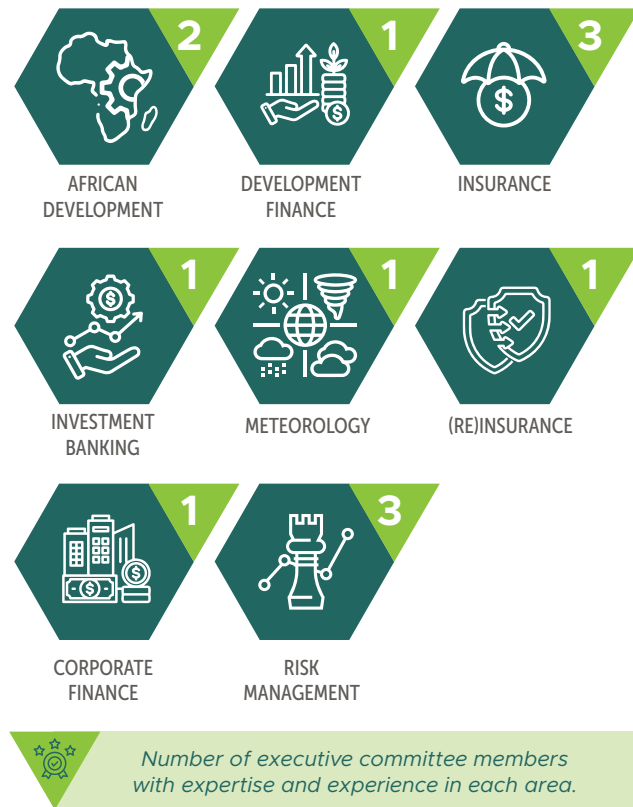 2
1
3
AFRICAN
DEVELOPMENT
DEVELOPMENT
FINANCE
INSURANCE
1
1
1
INVESTMENT
BANKING
METEOROLOGY
(RE)INSURANCE
1
3
CORPORATE
FINANCE
RISK
MANAGEMENT
Number of executive committee members
with expertise and experience in each area.